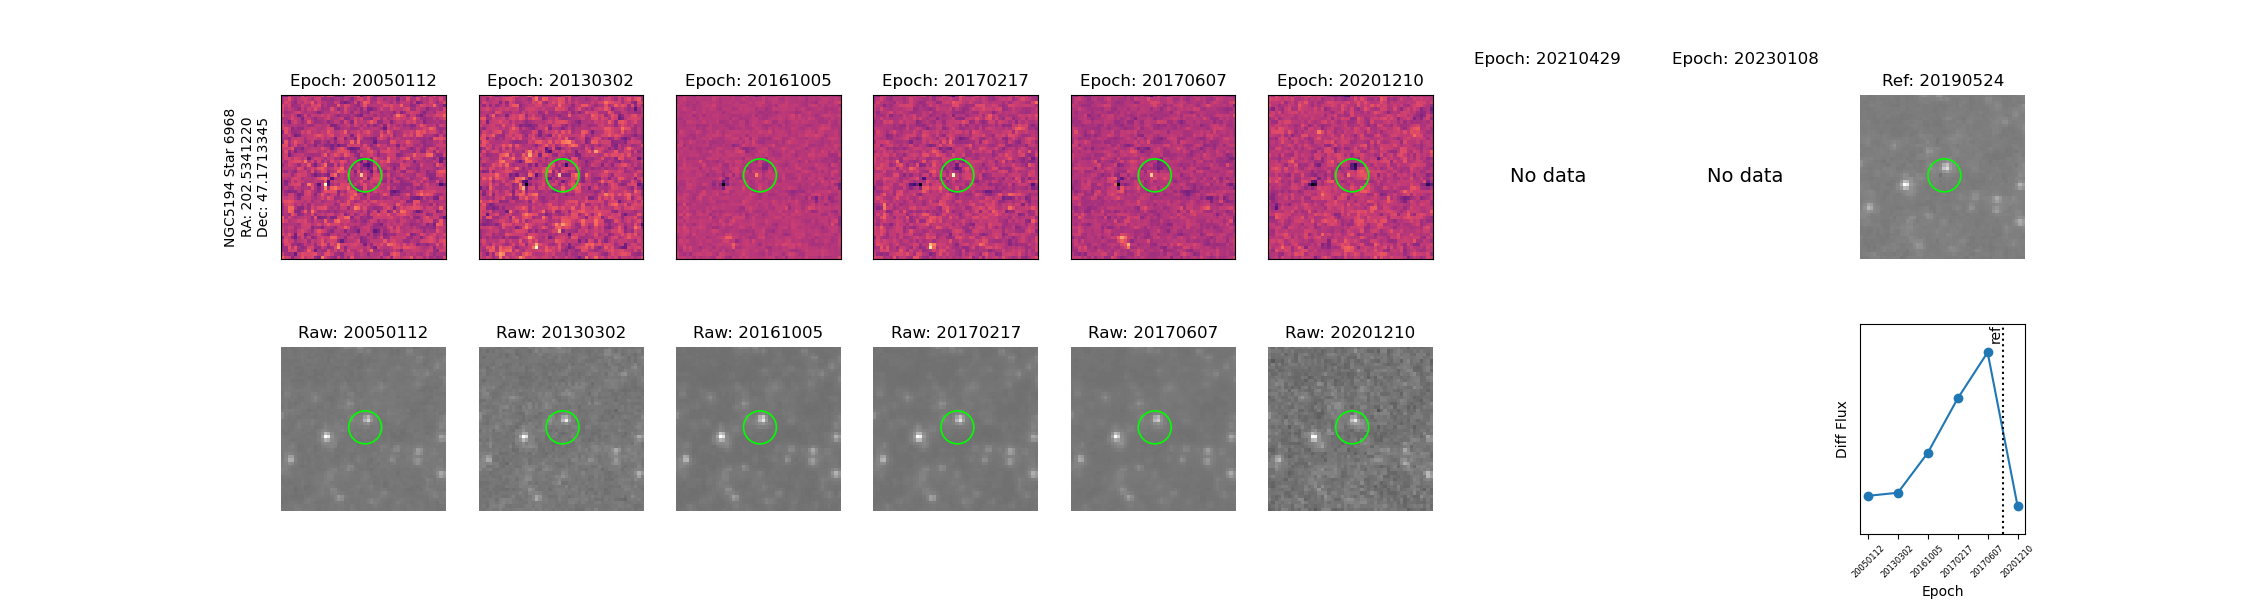 Epoch: 20050112
Epoch: 20130302
Epoch: 20161005
Epoch: 20170217
Epoch: 20170607
Epoch: 20201210
Epoch: 20210429
Epoch: 20230108
Ref: 20190524
NGC5194 Star 6968
RA: 202.5341220
Dec: 47.1713345
No data
No data
Raw: 20050112
Raw: 20130302
Raw: 20161005
Raw: 20170217
Raw: 20170607
Raw: 20201210
ref
Diff Flux
20050112
20130302
20161005
20170217
20170607
20201210
Epoch